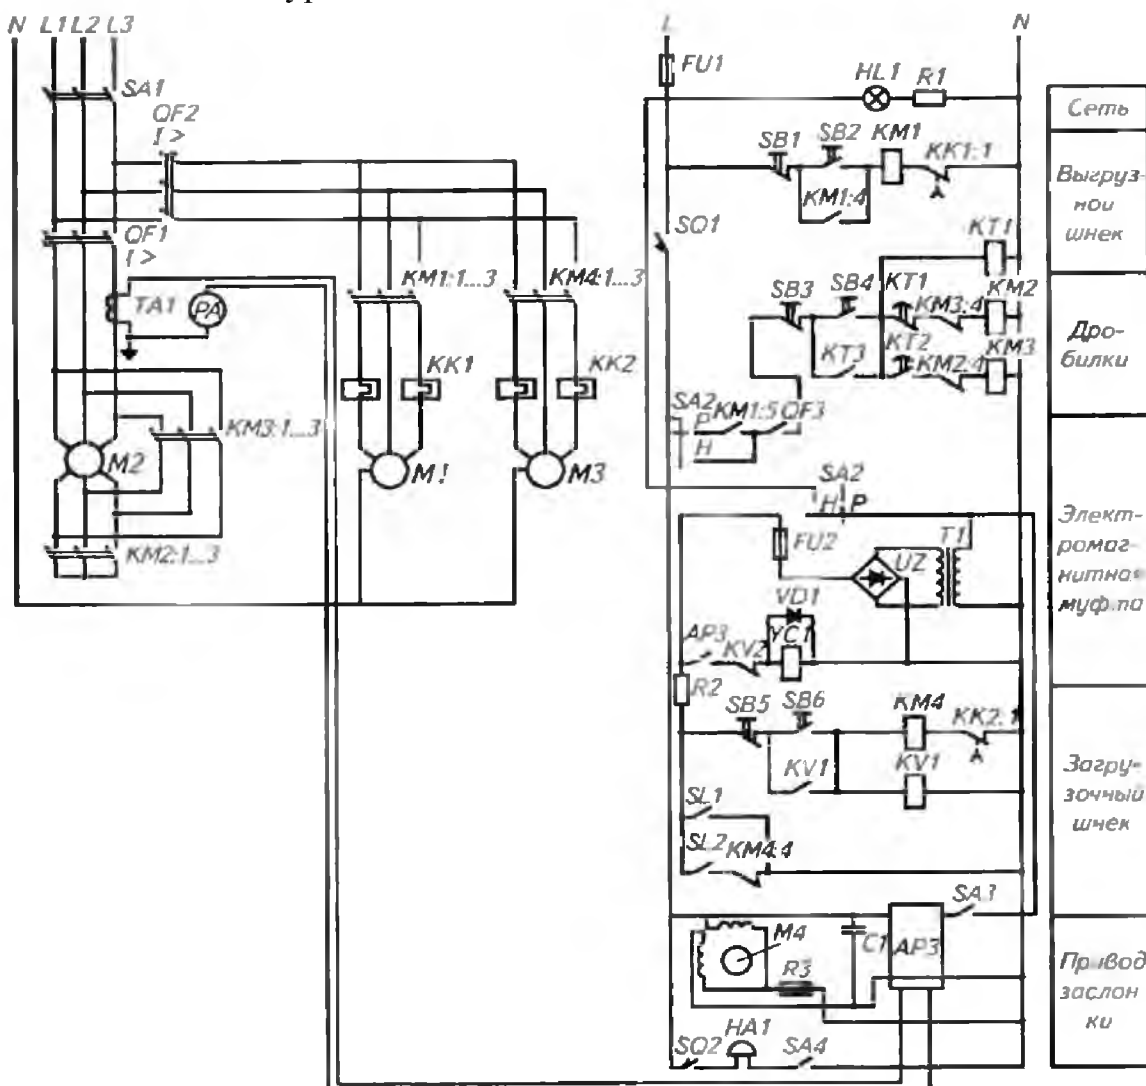 N L1 L2 L3
SA1
QF2
I >
QF1
I >
TA1
PA
KM1:1...3
KM4:1...3
KK1
KK2
KM3:1...3
M2
M!
M3
KM2:1...3
L
N
FU1
HL1
R1
SB1
SB2
KM1
KK1:1
KM1:4
SQ1
KT1
SB3
SB4
KT1
KM3:4
KM2
KT3
KT2
KM2:4
KM3
SA2
P
H
KM1:5
QF3
SA2
H P
FU2
UZ
T1
VD1
AP3
KV2
YC1
R2
SB5
SB6
KM4
KK2:1
KV1
KV1
SL1
SL2
KM4:4
SA3
M4
C1
AP3
R3
SQ2
HA1
SA4
Сеть
Выгруз-
ной
шнек
Дро-
билки
Элект-
ромаг-
нитная
муфта
Загру-
зочный
шнек
Привод
заслон
ки